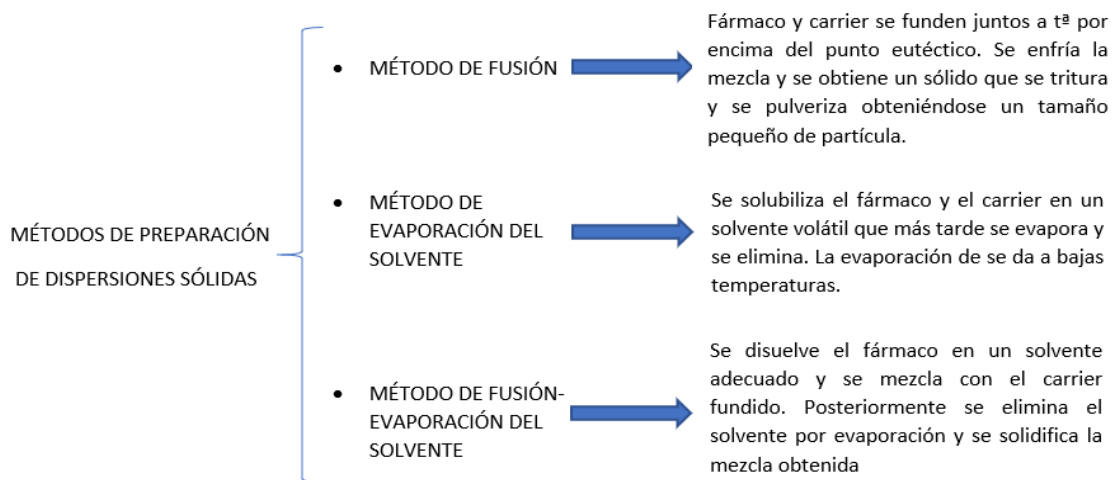 MÉTODOS DE PREPARACIÓN
DE DISPERSIONES SÓLIDAS
• MÉTODO DE FUSIÓN
Fármaco y carrier se funden juntos a tª por
encima del punto eutéctico. Se enfría la
mezcla y se obtiene un sólido que se tritura
y se pulveriza obteniéndose un tamaño
pequeño de partícula.
• MÉTODO DE
EVAPORACIÓN DEL
SOLVENTE
Se solubiliza el fármaco y el carrier en un
solvente volátil que más tarde se evapora y
se elimina. La evaporación de se da a bajas
temperaturas.
• MÉTODO DE FUSIÓN-
EVAPORACIÓN DEL
SOLVENTE
Se disuelve el fármaco en un solvente
adecuado y se mezcla con el carrier
fundido. Posteriormente se elimina el
solvente por evaporación y se solidifica la
mezcla obtenida